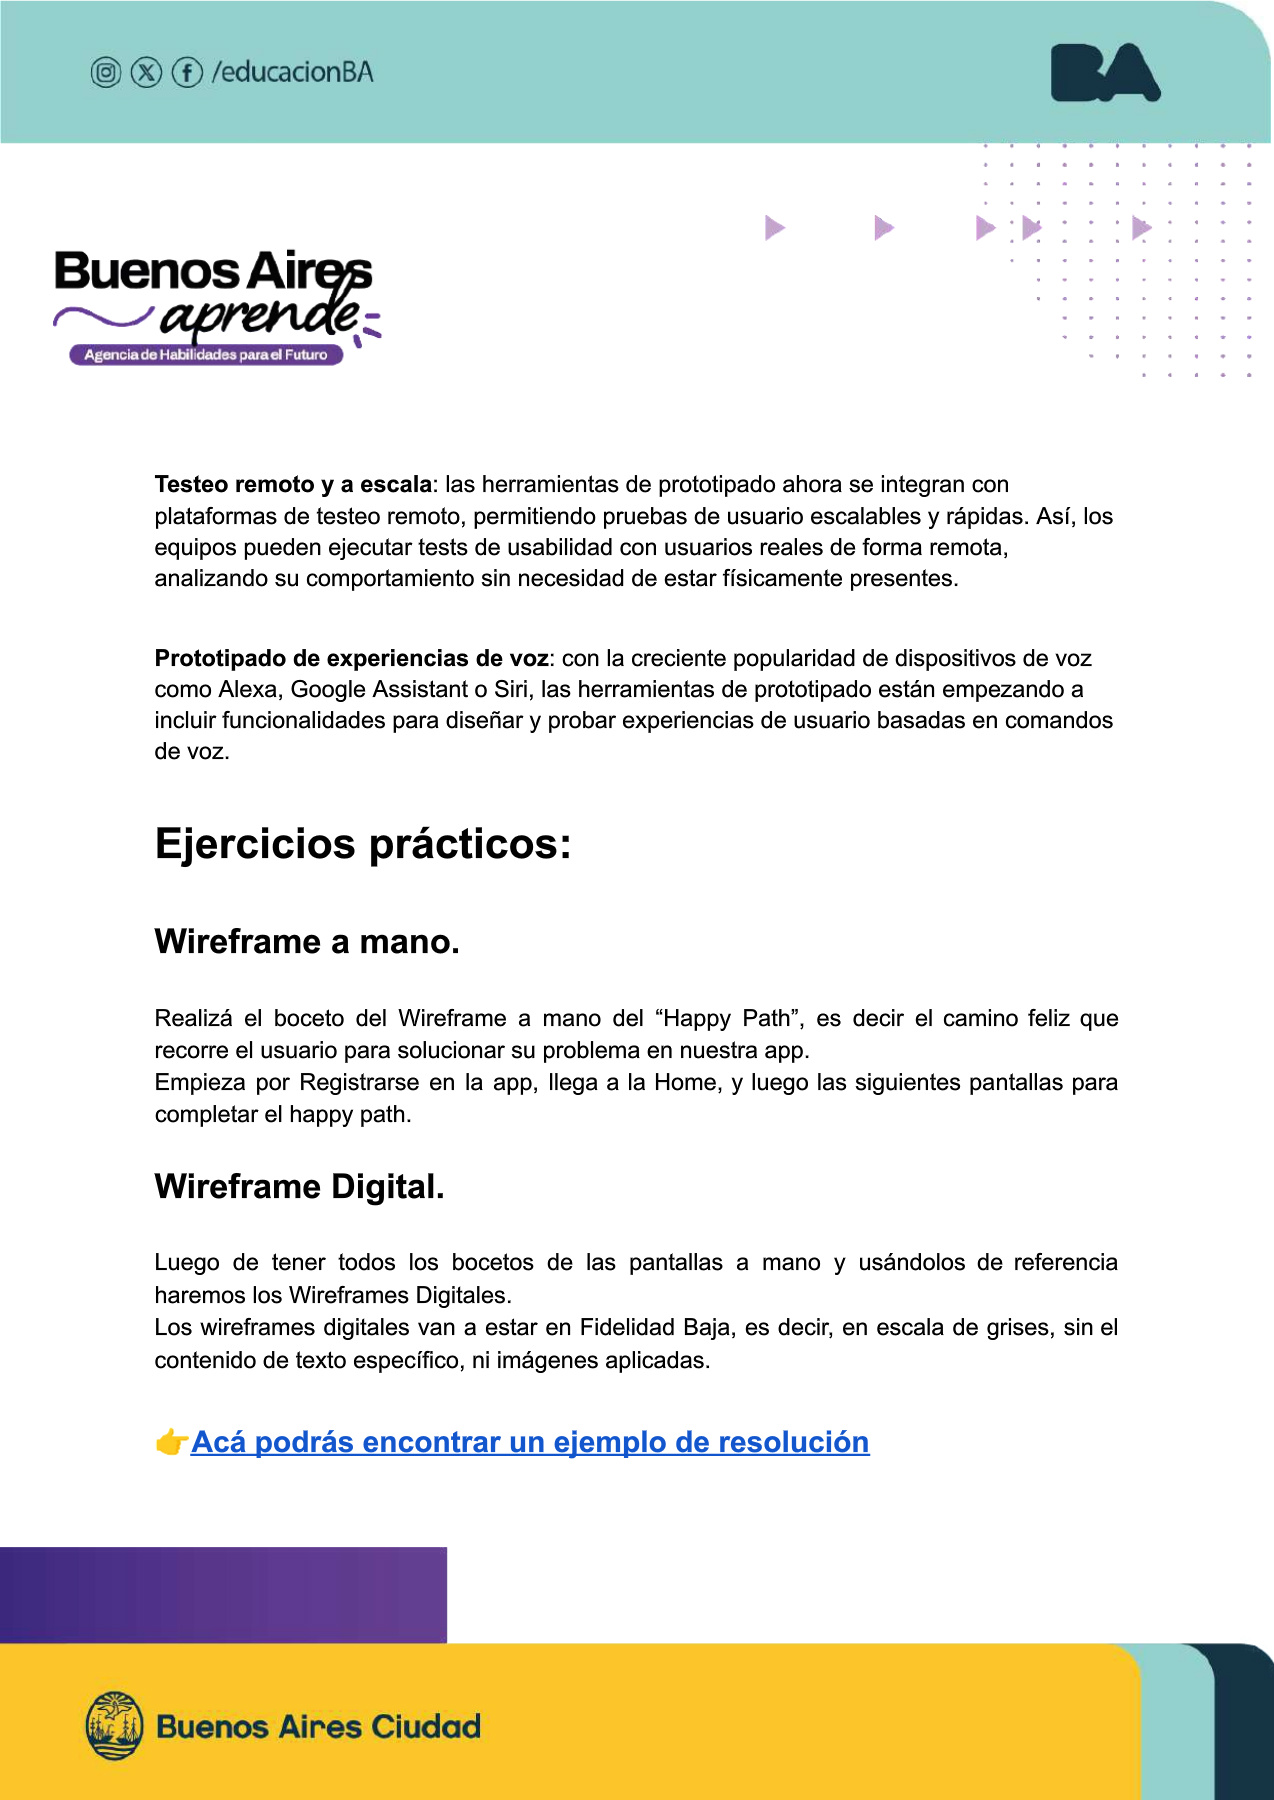 /educacionBA
BA
Buenos Aires
aprende
Agencia de Habilidades para el Futuro
Testeo remoto y a escala: las herramientas de prototipado ahora se integran con
plataformas de testeo remoto, permitiendo pruebas de usuario escalables y rápidas. Así, los
equipos pueden ejecutar tests de usabilidad con usuarios reales de forma remota,
analizando su comportamiento sin necesidad de estar físicamente presentes.
Prototipado de experiencias de voz: con la creciente popularidad de dispositivos de voz
como Alexa, Google Assistant o Siri, las herramientas de prototipado están empezando a
incluir funcionalidades para diseñar y probar experiencias de usuario basadas en comandos
de voz.
Ejercicios prácticos:
Wireframe a mano.
Realizá el boceto del Wireframe a mano del “Happy Path”, es decir el camino feliz que
recorre el usuario para solucionar su problema en nuestra app.
Empieza por Registrarse en la app, llega a la Home, y luego las siguientes pantallas para
completar el happy path.
Wireframe Digital.
Luego de tener todos los bocetos de las pantallas a mano y usándolos de referencia
haremos los Wireframes Digitales.
Los wireframes digitales van a estar en Fidelidad Baja, es decir, en escala de grises, sin el
contenido de texto específico, ni imágenes aplicadas.
👉Acá podrás encontrar un ejemplo de resolución
Buenos Aires Ciudad